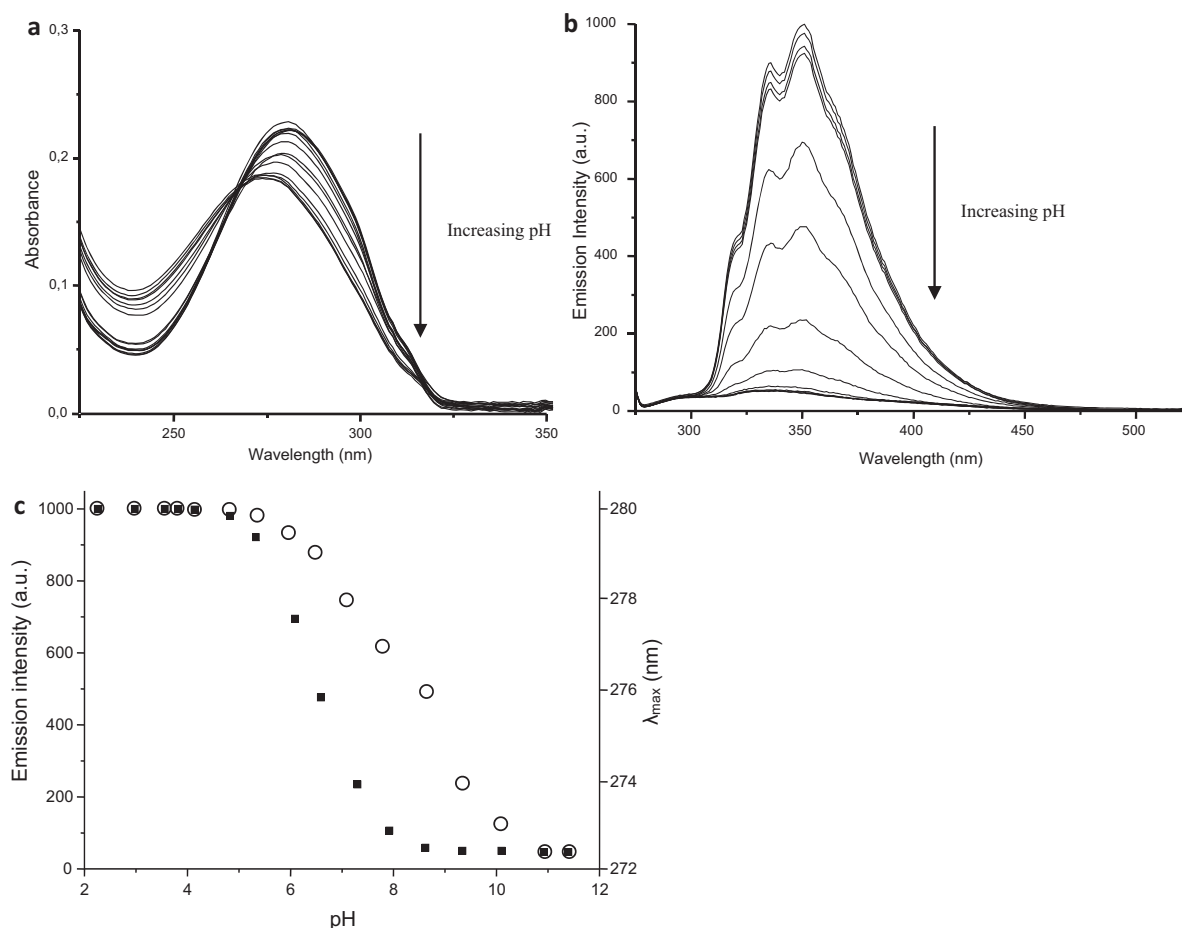 a
0,3
0,2
0,1
0,0
Absorbance
250
300
350
Wavelength (nm)
Increasing pH
b
1000
800
600
400
200
0
Emission Intensity (a.u.)
300
350
400
450
500
Wavelength (nm)
Increasing pH
c
1000
800
600
400
200
0
Emission intensity (a.u.)
280
278
276
274
272
λmax (nm)
2
4
6
8
10
12
pH